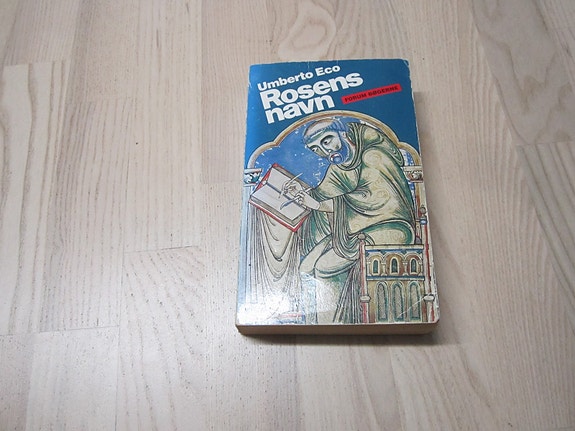 Umberto Eco
Rosens
navn
FORUM BØGERNE